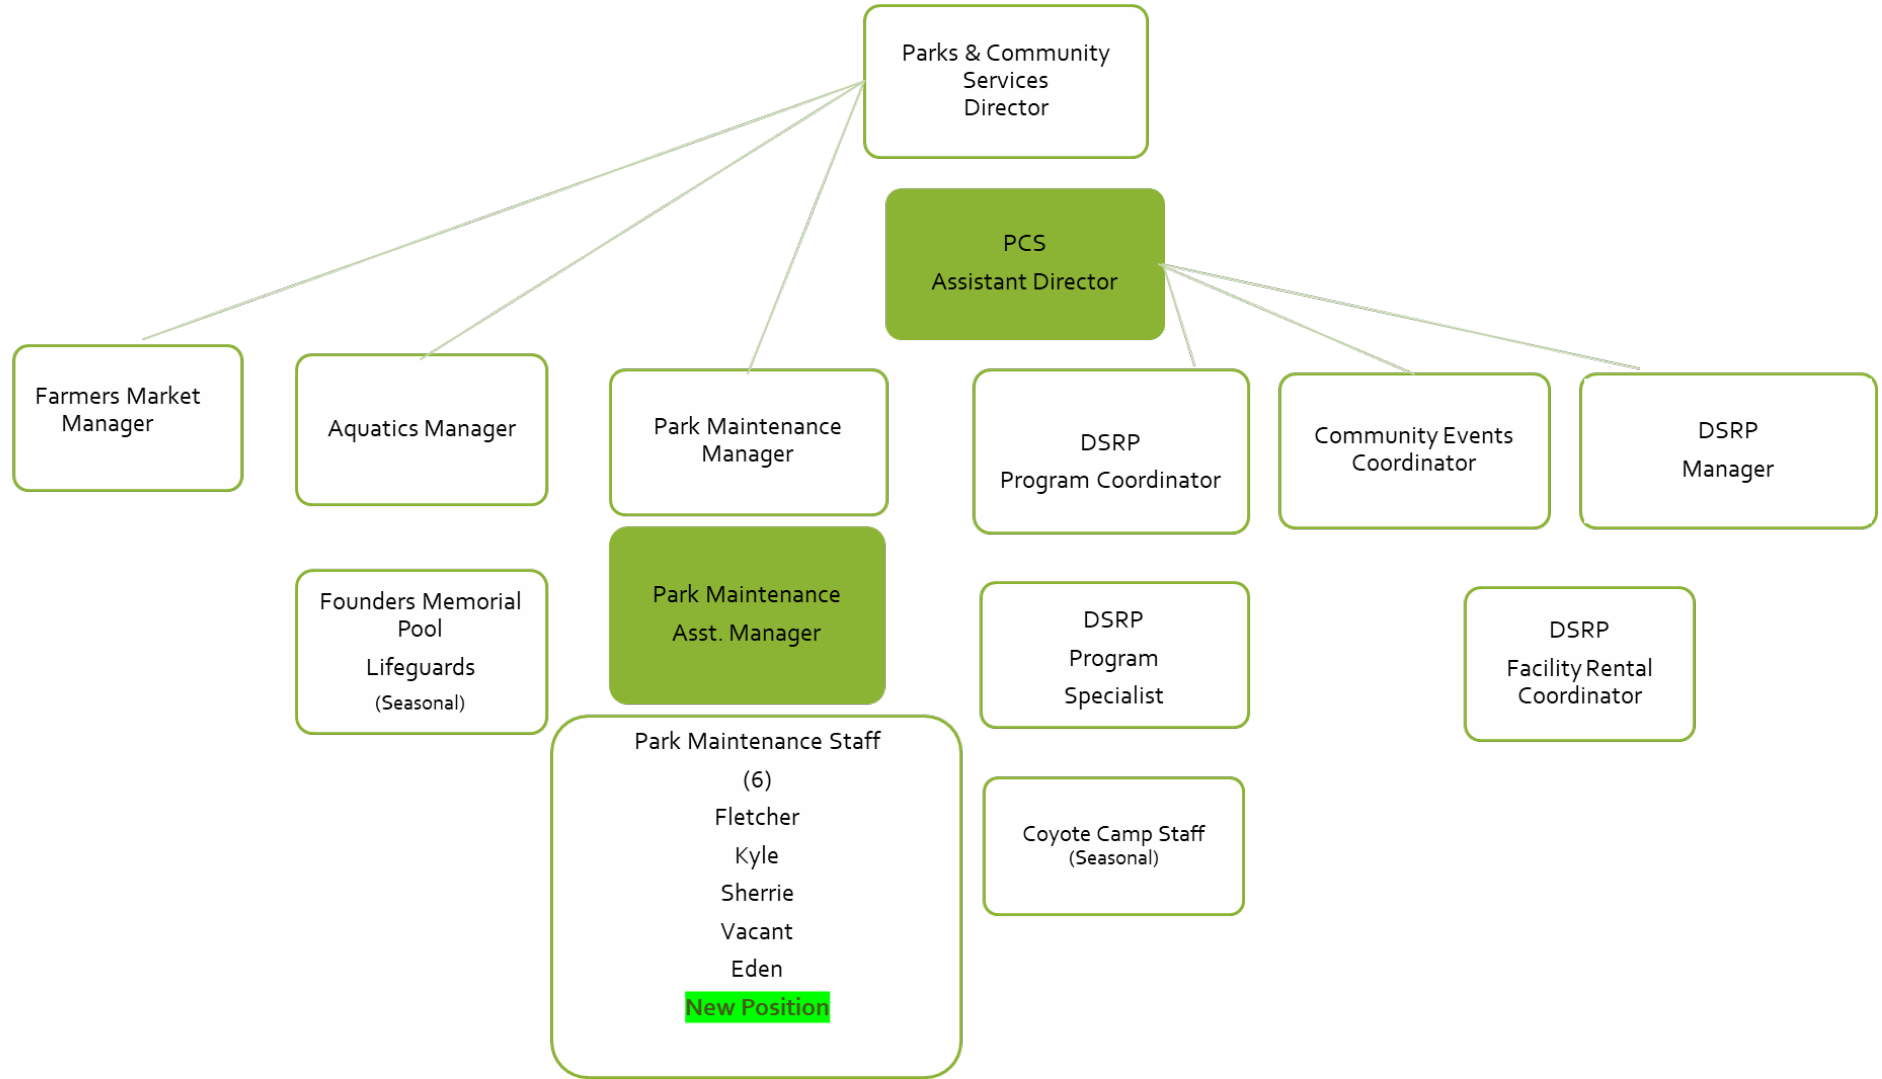 Parks & Community
Services
Director
PCS
Assistant Director
Farmers Market
Manager
Aquatics Manager
Park Maintenance
Manager
DSRP
Program Coordinator
Community Events
Coordinator
DSRP
Manager
Founders Memorial
Pool
Lifeguards
(Seasonal)
Park Maintenance
Asst. Manager
DSRP
Program
Specialist
DSRP
Facility Rental
Coordinator
Park Maintenance Staff
(6)
Fletcher
Kyle
Sherrie
Vacant
Eden
New Position
Coyote Camp Staff
(Seasonal)